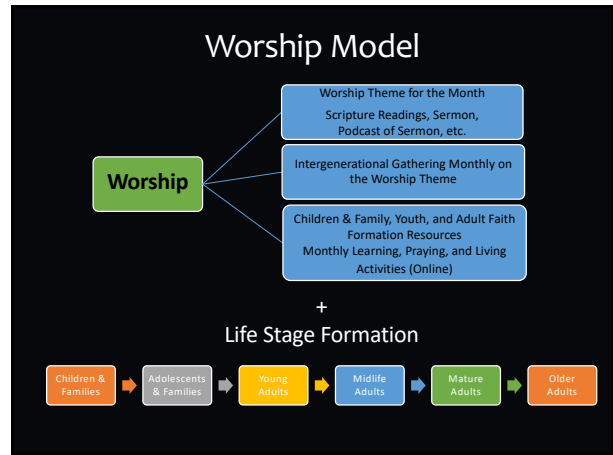 Worship Model
Worship Theme for the Month
Scripture Readings, Sermon,
Podcast of Sermon, etc.
Worship
Intergenerational Gathering Monthly on
the Worship Theme
Children & Family, Youth, and Adult Faith
Formation Resources
Monthly Learning, Praying, and Living
Activities (Online)
+
Life Stage Formation
Children &
Families
Adolescents
& Families
Young
Adults
Midlife
Adults
Mature
Adults
Older
Adults